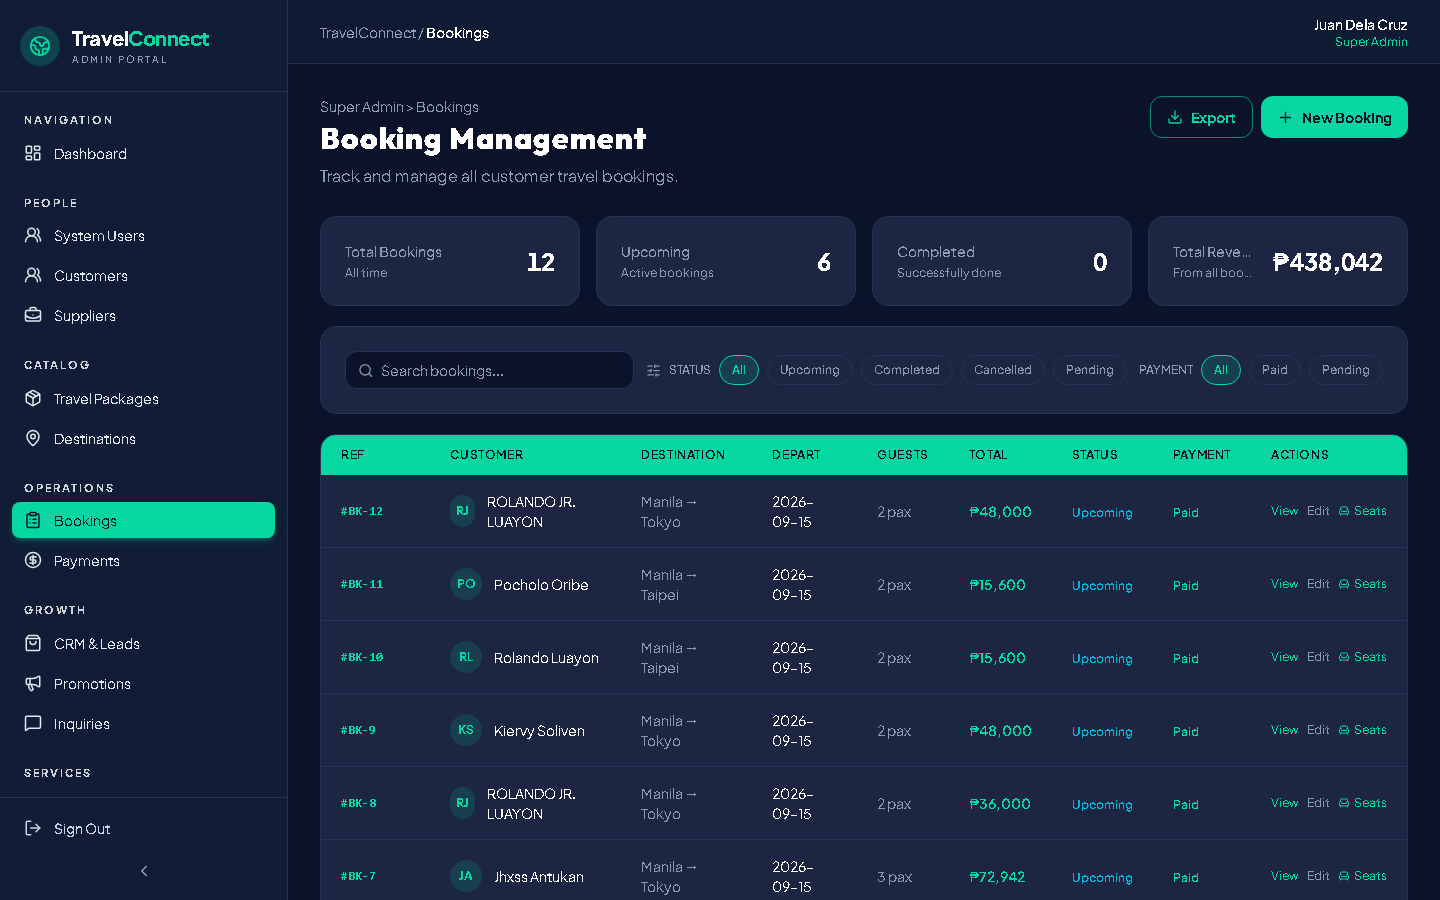 TravelConnect
ADMIN PORTAL
NAVIGATION
Dashboard
PEOPLE
System Users
Customers
Suppliers
CATALOG
Travel Packages
Destinations
OPERATIONS
Bookings
Payments
GROWTH
CRM & Leads
Promotions
Inquiries
SERVICES
Sign Out
TravelConnect / Bookings
Juan Dela Cruz
Super Admin
Super Admin > Bookings
Booking Management
Track and manage all customer travel bookings.
Export
New Booking
Total Bookings
All time
12
Upcoming
Active bookings
6
Completed
Successfully done
0
Total Reve...
From all boo...
₱438,042
Search bookings...
STATUS All Upcoming Completed Cancelled Pending PAYMENT All Paid Pending
REF CUSTOMER DESTINATION DEPART GUESTS TOTAL STATUS PAYMENT ACTIONS
#BK-12 RJ ROLANDO JR. LUAYON Manila → Tokyo 2026-09-15 2 pax ₱48,000 Upcoming Paid View Edit Seats
#BK-11 PO Pocholo Oribe Manila → Taipei 2026-09-15 2 pax ₱15,600 Upcoming Paid View Edit Seats
#BK-10 RL Rolando Luayon Manila → Taipei 2026-09-15 2 pax ₱15,600 Upcoming Paid View Edit Seats
#BK-9 KS Kiervy Soliven Manila → Tokyo 2026-09-15 2 pax ₱48,000 Upcoming Paid View Edit Seats
#BK-8 RJ ROLANDO JR. LUAYON Manila → Tokyo 2026-09-15 2 pax ₱36,000 Upcoming Paid View Edit Seats
#BK-7 JA Jhxss Antukan Manila → Tokyo 2026-09-15 3 pax ₱72,942 Upcoming Paid View Edit Seats